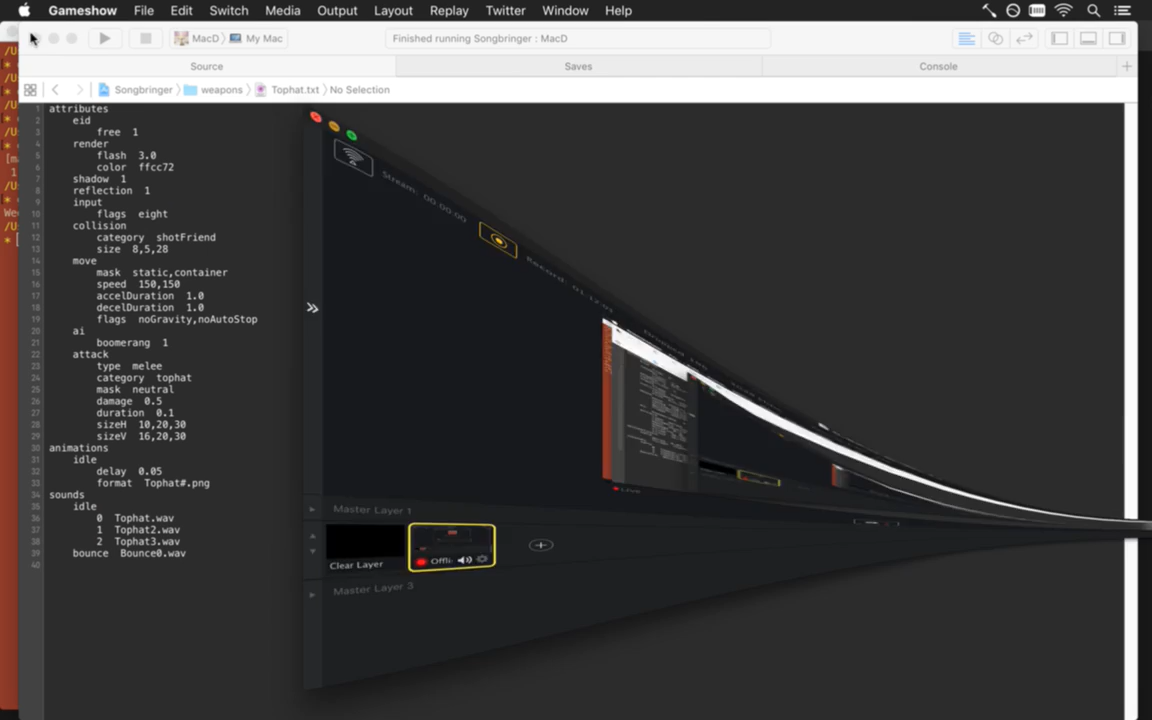 Gameshow File Edit Switch Media Output Layout Replay Twitter Window Help
MacD My Mac
Finished running Songbringer : MacD
Source Saves Console
Songbringer weapons Tophat.txt No Selection
1 attributes
2 eid
3 free 1
4 render
5 flash 3.0
6 color ffcc72
7 shadow 1
8 reflection 1
9 input
10 flags eight
11 collision
12 category shotFriend
13 size 8,5,28
14 move
15 mask static,container
16 speed 150,150
17 accelDuration 1.0
18 decelDuration 1.0
19 flags noGravity,noAutoStop
20 ai
21 boomerang 1
22 attack
23 type melee
24 category tophat
25 mask neutral
26 damage 0.5
27 duration 0.1
28 sizeH 10,20,30
29 sizeV 16,20,30
30 animations
31 idle
32 delay 0.05
33 format Tophat#.png
34 sounds
35 idle
36 0 Tophat.wav
37 1 Tophat2.wav
38 2 Tophat3.wav
39 bounce Bounce0.wav
40
Stream: 00:00:00
Record:
LIVE
Master Layer 1
Clear Layer
Offli
Master Layer 3